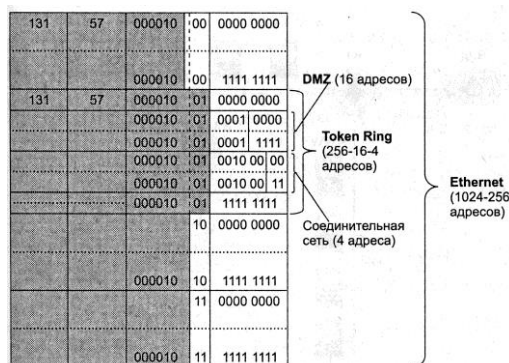 131 57 000010 00 0000 0000
000010 00 1111 1111
DMZ (16 адресов)
131 57 000010 01 0000 0000
000010 01 0001 0000
000010 01 0001 1111
000010 01 0010 00 00
000010 01 0010 00 11
000010 01 1111 1111
Token Ring
(256-16-4
адресов)
Ethernet
(1024-256
адресов)
Соединительная
сеть (4 адреса)
10 0000 0000
000010 10 1111 1111
11 0000 0000
000010 11 1111 1111